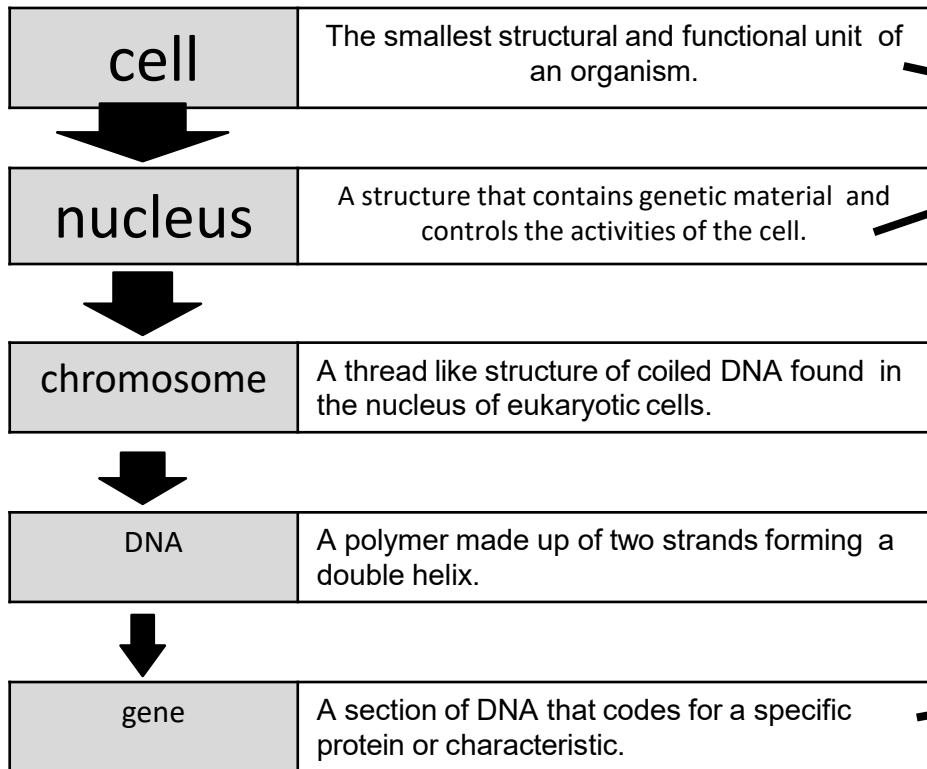 cell
The smallest structural and functional unit of
an organism.
nucleus
A structure that contains genetic material and
controls the activities of the cell.
chromosome
A thread like structure of coiled DNA found in
the nucleus of eukaryotic cells.
DNA
A polymer made up of two strands forming a
double helix.
gene
A section of DNA that codes for a specific
protein or characteristic.